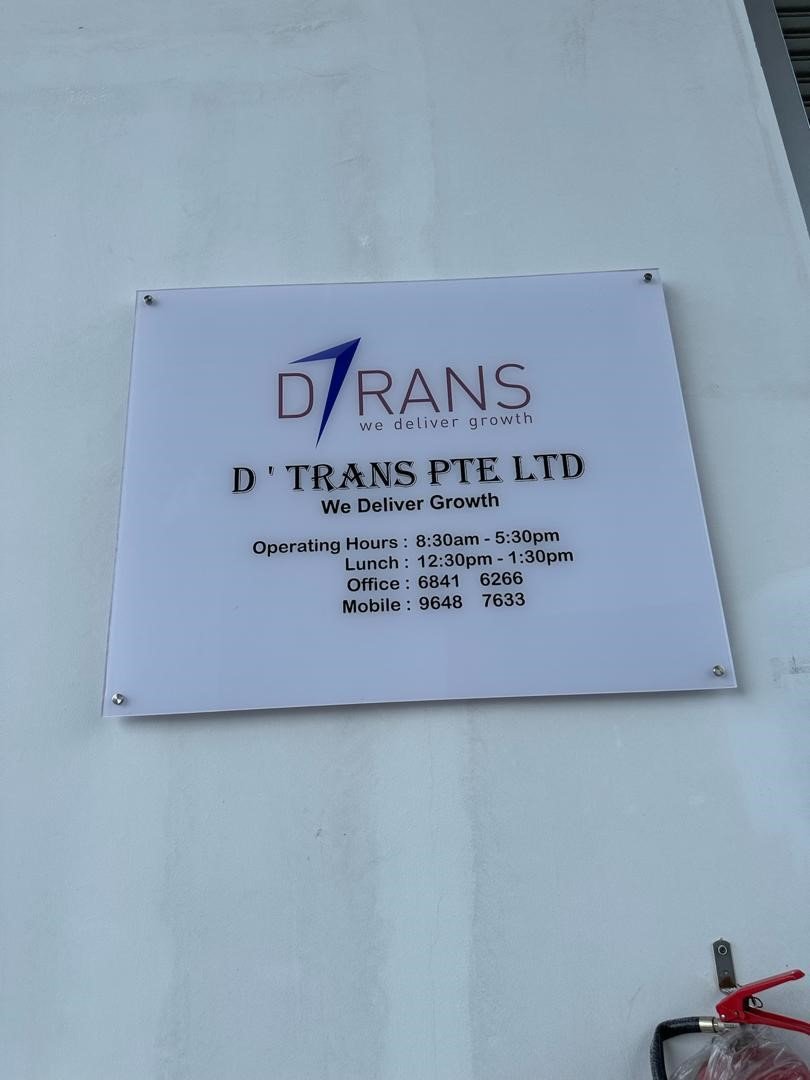 D'TRANS
we deliver growth
D ' TRANS PTE LTD
We Deliver Growth
Operating Hours : 8:30am - 5:30pm
Lunch : 12:30pm - 1:30pm
Office : 6841 6266
Mobile : 9648 7633